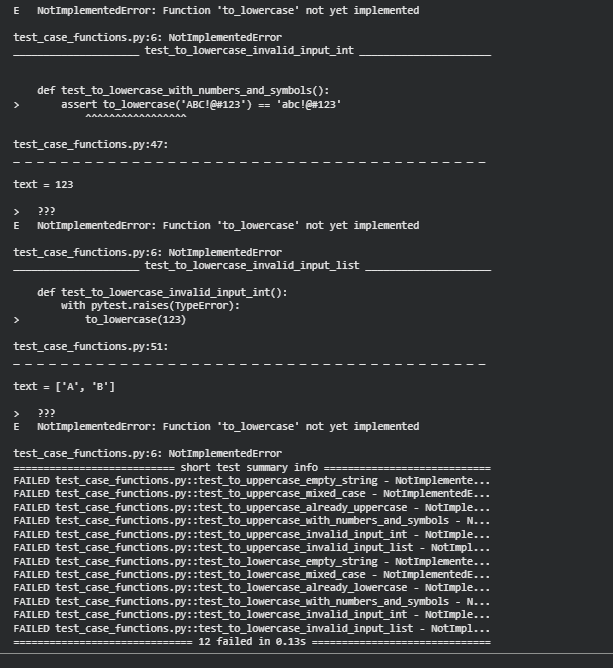 E   NotImplementedError: Function 'to_lowercase' not yet implemented
test_case_functions.py:6: NotImplementedError
____________________ test_to_lowercase_invalid_input_int _____________________
    def test_to_lowercase_with_numbers_and_symbols():
>       assert to_lowercase('ABC!@#123') == 'abc!@#123'
            ^^^^^^^^^^^^^^^^^
test_case_functions.py:47:
_ _ _ _ _ _ _ _ _ _ _ _ _ _ _ _ _ _ _ _ _ _ _ _ _ _ _ _ _ _ _ _ _ _ _ _ _ _ _ _
text = 123
>   ???
E   NotImplementedError: Function 'to_lowercase' not yet implemented
test_case_functions.py:6: NotImplementedError
____________________ test_to_lowercase_invalid_input_list ____________________
    def test_to_lowercase_invalid_input_int():
        with pytest.raises(TypeError):
>           to_lowercase(123)
test_case_functions.py:51:
_ _ _ _ _ _ _ _ _ _ _ _ _ _ _ _ _ _ _ _ _ _ _ _ _ _ _ _ _ _ _ _ _ _ _ _ _ _ _ _
text = ['A', 'B']
>   ???
E   NotImplementedError: Function 'to_lowercase' not yet implemented
test_case_functions.py:6: NotImplementedError
=========================== short test summary info ============================
FAILED test_case_functions.py::test_to_uppercase_empty_string - NotImplemente...
FAILED test_case_functions.py::test_to_uppercase_mixed_case - NotImplementedE...
FAILED test_case_functions.py::test_to_uppercase_already_uppercase - NotImple...
FAILED test_case_functions.py::test_to_uppercase_with_numbers_and_symbols - N...
FAILED test_case_functions.py::test_to_uppercase_invalid_input_int - NotImple...
FAILED test_case_functions.py::test_to_uppercase_invalid_input_list - NotImpl...
FAILED test_case_functions.py::test_to_lowercase_empty_string - NotImplemente...
FAILED test_case_functions.py::test_to_lowercase_mixed_case - NotImplementedE...
FAILED test_case_functions.py::test_to_lowercase_already_lowercase - NotImple...
FAILED test_case_functions.py::test_to_lowercase_with_numbers_and_symbols - N...
FAILED test_case_functions.py::test_to_lowercase_invalid_input_int - NotImple...
FAILED test_case_functions.py::test_to_lowercase_invalid_input_list - NotImpl...
============================== 12 failed in 0.13s ==============================